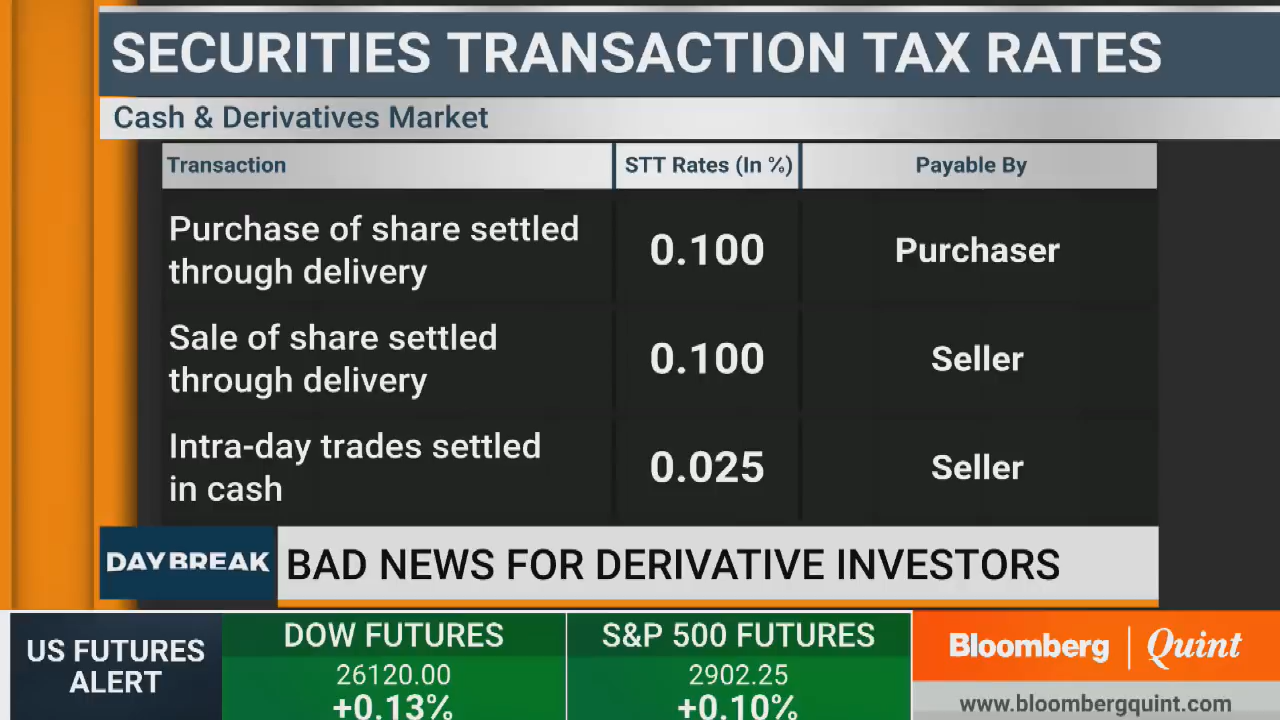 SECURITIES TRANSACTION TAX RATES
Cash & Derivatives Market
Transaction STT Rates (In %) Payable By
Purchase of share settled
through delivery
0.100
Purchaser
Sale of share settled
through delivery
0.100
Seller
Intra-day trades settled
in cash
0.025
Seller
DAYBREAK
BAD NEWS FOR DERIVATIVE INVESTORS
US FUTURES
ALERT
DOW FUTURES
26120.00
+0.13%
S&P 500 FUTURES
2902.25
+0.10%
Bloomberg | Quint
www.bloombergquint.com